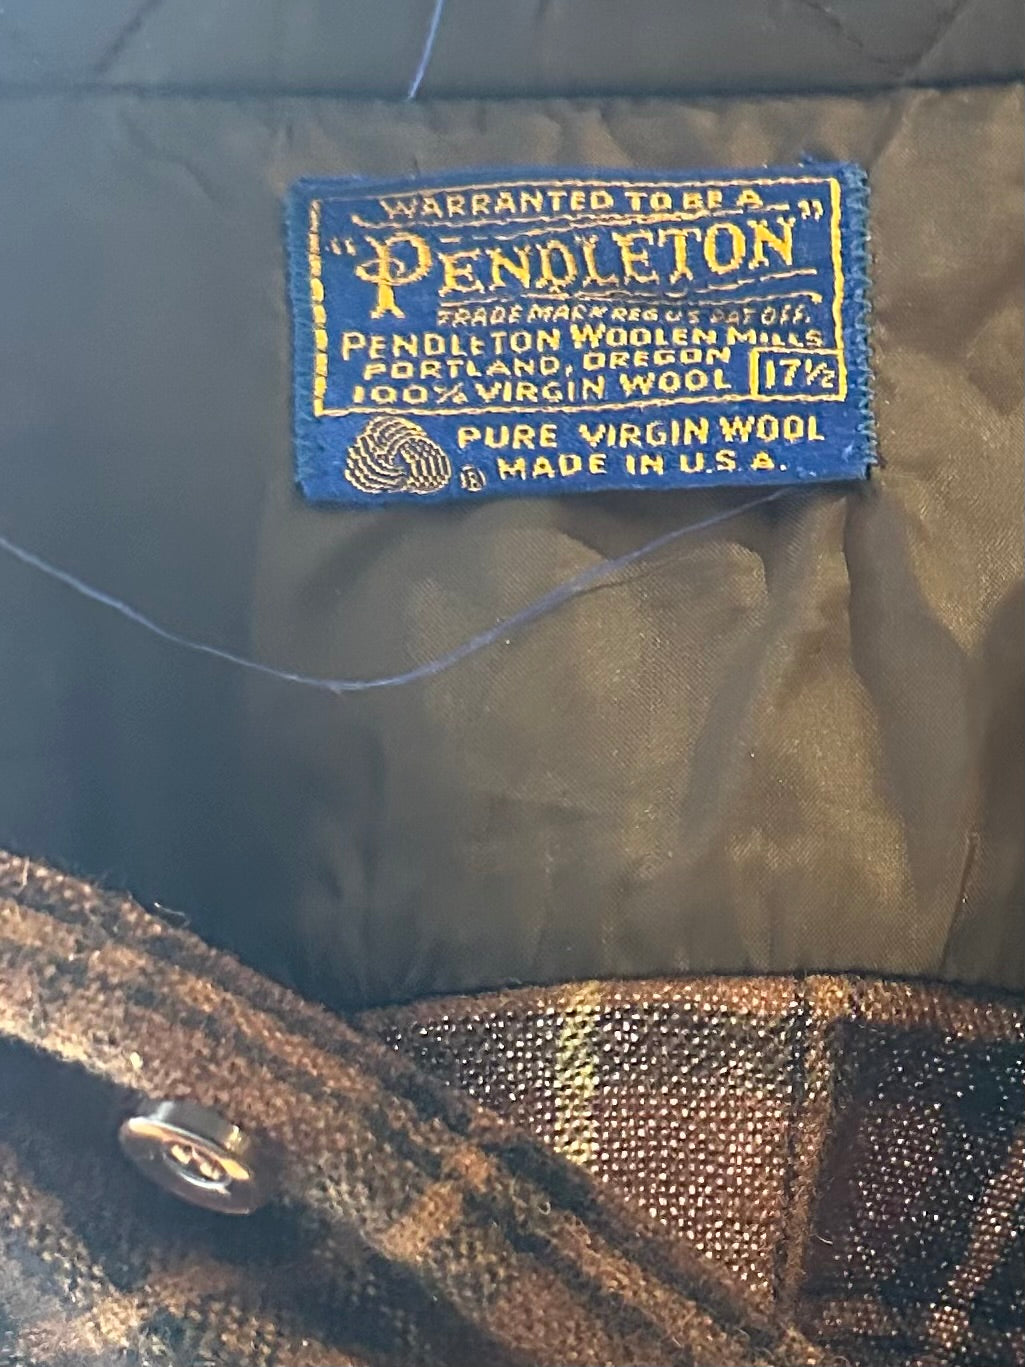 WARRANTED TO BE A
"PENDLETON"
TRADE MARK REG US PAT OFF.
PENDLETON WOOLEN MILLS
PORTLAND, OREGON
100% VIRGIN WOOL 17½
PURE VIRGIN WOOL
® MADE IN U.S.A.